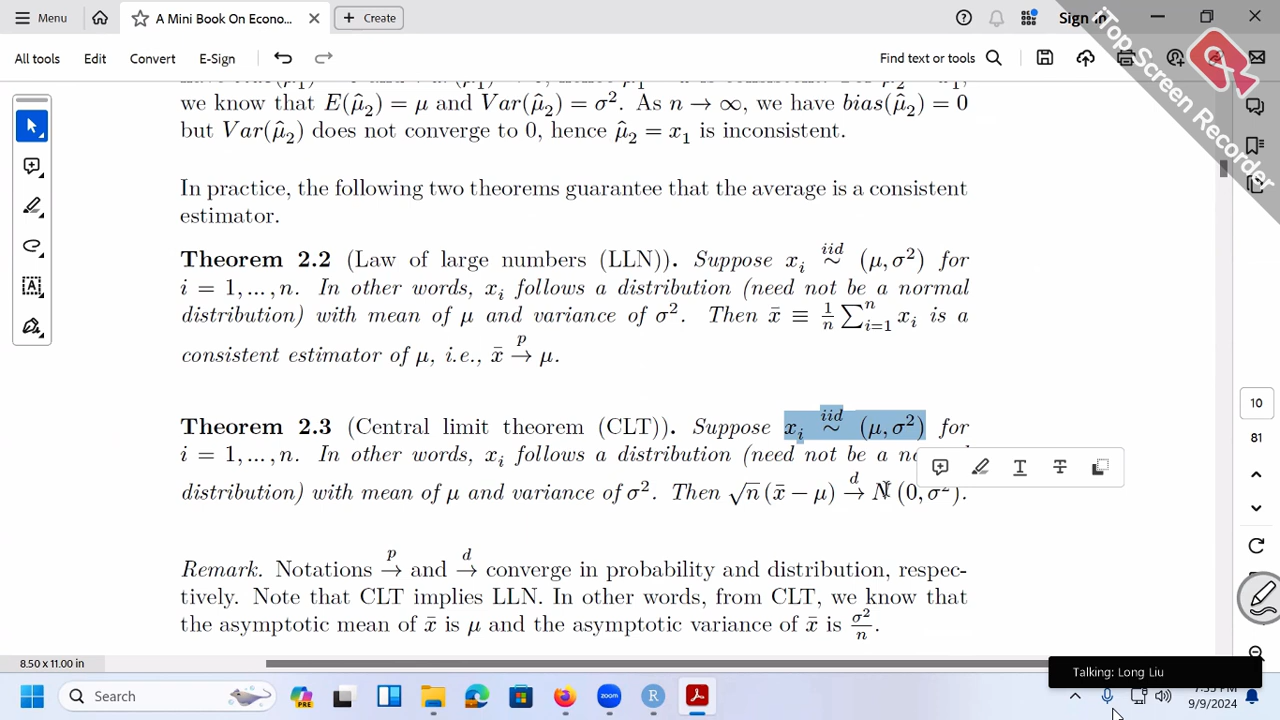 Menu
A Mini Book On Econo...
Create
Sign in
All tools
Edit
Convert
E-Sign
Find text or tools
iTop Screen Recorder
we know that E(μ̂₂) = μ and Var(μ̂₂) = σ². As n → ∞, we have bias(μ̂₂) = 0
but Var(μ̂₂) does not converge to 0, hence μ̂₂ = x₁ is inconsistent.
In practice, the following two theorems guarantee that the average is a consistent
estimator.
Theorem 2.2 (Law of large numbers (LLN)). Suppose xᵢ iid ∼ (μ, σ²) for
i = 1, ..., n. In other words, xᵢ follows a distribution (need not be a normal
distribution) with mean of μ and variance of σ². Then x̄ ≡ 1/n ∑ⁿᵢ₌₁ xᵢ is a
consistent estimator of μ, i.e., x̄ →ᵖ μ.
Theorem 2.3 (Central limit theorem (CLT)). Suppose xᵢ iid ∼ (μ, σ²) for
i = 1, ..., n. In other words, xᵢ follows a distribution (need not be a
distribution) with mean of μ and variance of σ². Then √n (x̄ − μ) →ᵈ N (0, σ²).
Remark. Notations →ᵖ and →ᵈ converge in probability and distribution, respec-
tively. Note that CLT implies LLN. In other words, from CLT, we know that
the asymptotic mean of x̄ is μ and the asymptotic variance of x̄ is σ²/n.
10
81
8.50 x 11.00 in
Talking: Long Liu
Search
PRE
zoom
R
9/9/2024